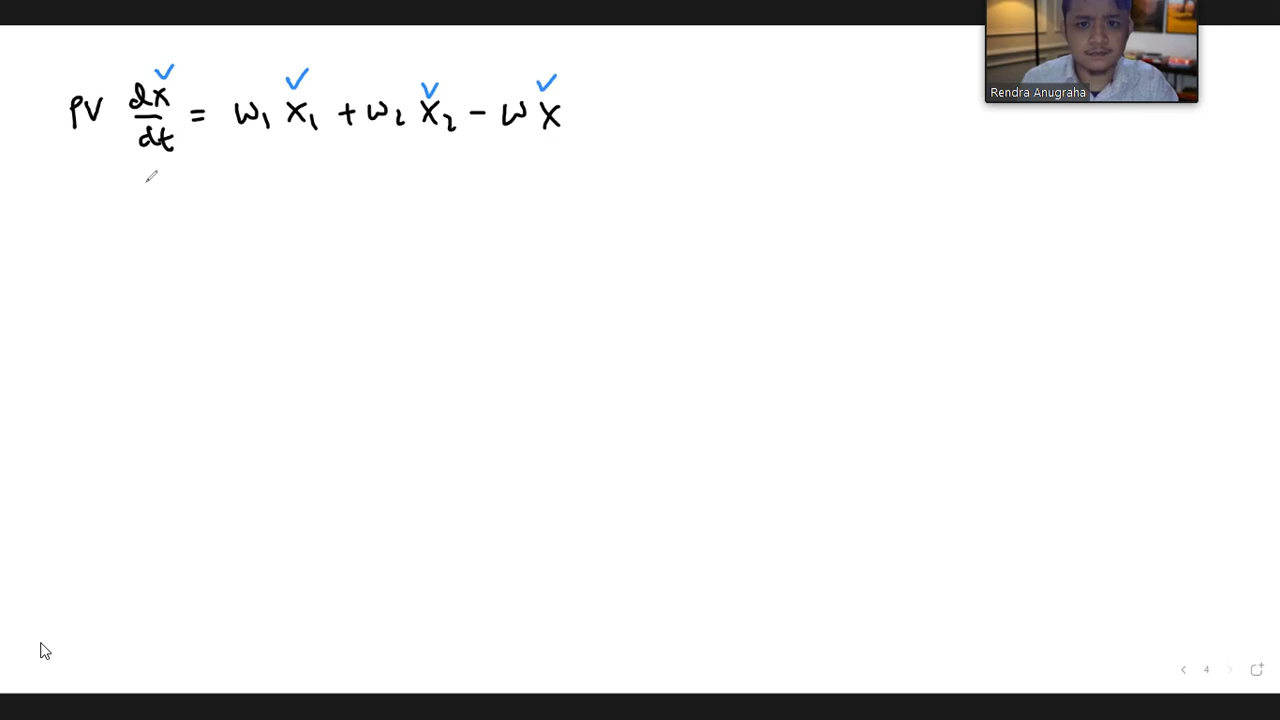 ρV dx/dt = w₁ x₁ + w₂ x₂ − w x
Rendra Anugraha
4